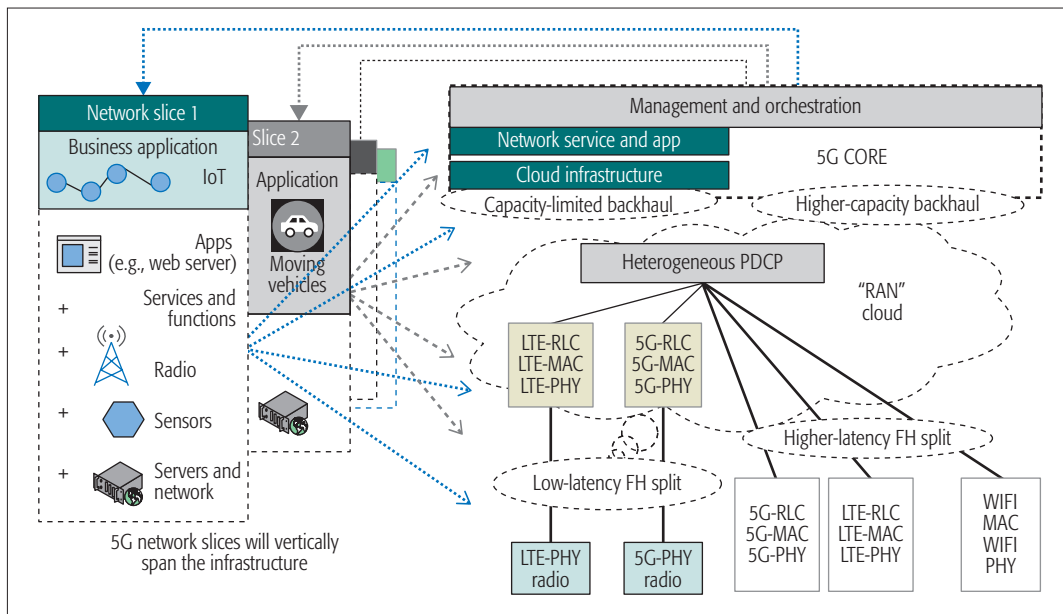 Network slice 1
Business application
IoT
Apps
(e.g., web server)
+
Services and
functions
+
Radio
+
Sensors
+
Servers and
network
5G network slices will vertically
span the infrastructure
Slice 2
Application
Moving
vehicles
Management and orchestration
Network service and app
Cloud infrastructure
5G CORE
Capacity-limited backhaul
Higher-capacity backhaul
Heterogeneous PDCP
“RAN”
cloud
LTE-RLC
LTE-MAC
LTE-PHY
5G-RLC
5G-MAC
5G-PHY
Higher-latency FH split
Low-latency FH split
LTE-PHY
radio
5G-PHY
radio
5G-RLC
5G-MAC
5G-PHY
LTE-RLC
LTE-MAC
LTE-PHY
WIFI
MAC
WIFI
PHY